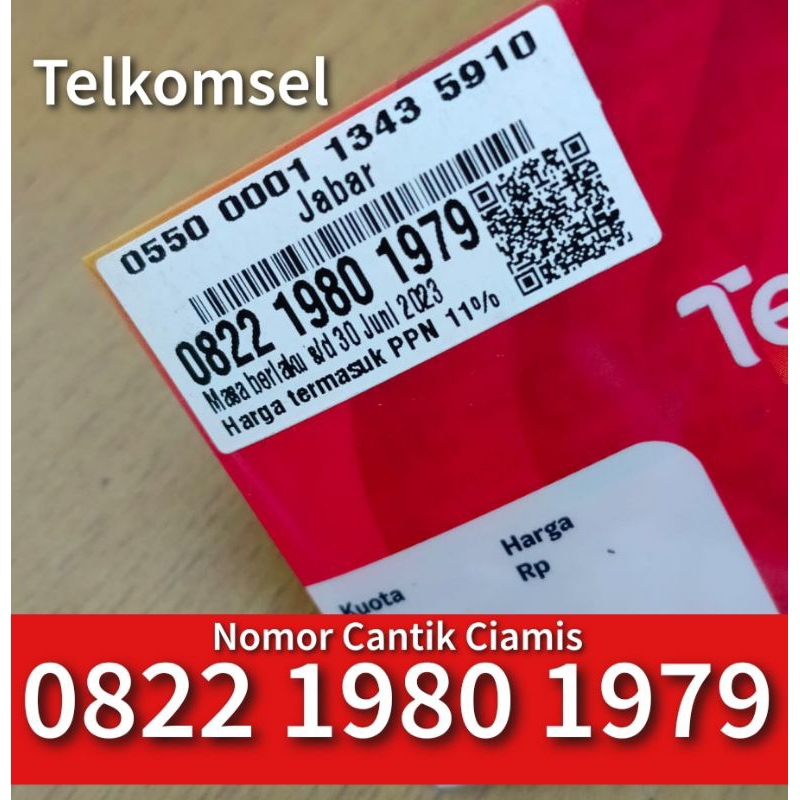 Telkomsel
0550 0001 1343 5910
Jabar
0822 1980 1979
Masa berlaku s/d 30 Juni 2023
Harga termasuk PPN 11%
Te
Harga
Rp
Kuota
Nomor Cantik Ciamis
0822 1980 1979